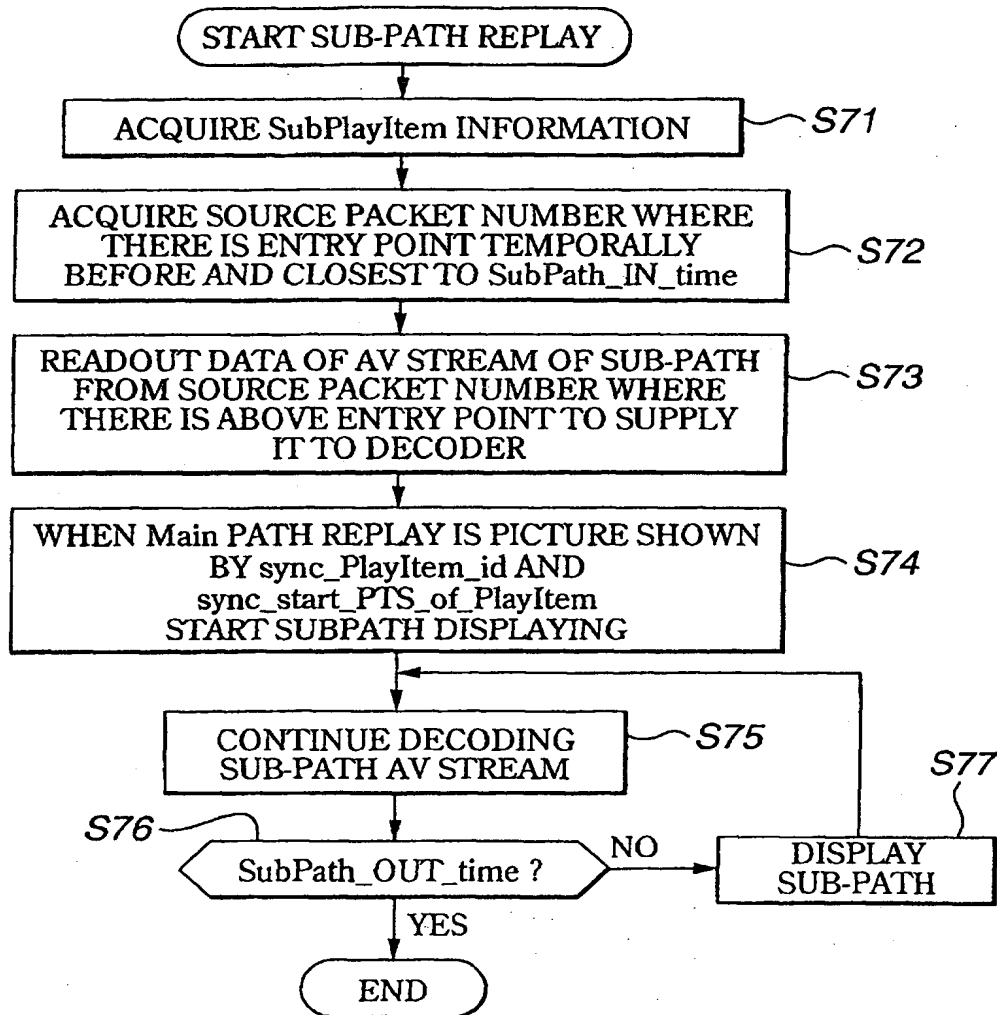 START SUB-PATH REPLAY
ACQUIRE SubPlayItem INFORMATION
S71
ACQUIRE SOURCE PACKET NUMBER WHERE
THERE IS ENTRY POINT TEMPORALLY
BEFORE AND CLOSEST TO SubPath_IN_time
S72
READOUT DATA OF AV STREAM OF SUB-PATH
FROM SOURCE PACKET NUMBER WHERE
THERE IS ABOVE ENTRY POINT TO SUPPLY
IT TO DECODER
S73
WHEN Main PATH REPLAY IS PICTURE SHOWN
BY sync_PlayItem_id AND
sync_start_PTS_of_PlayItem
START SUBPATH DISPLAYING
S74
CONTINUE DECODING
SUB-PATH AV STREAM
S75
S76
SubPath_OUT_time ?
NO
S77
DISPLAY
SUB-PATH
YES
END